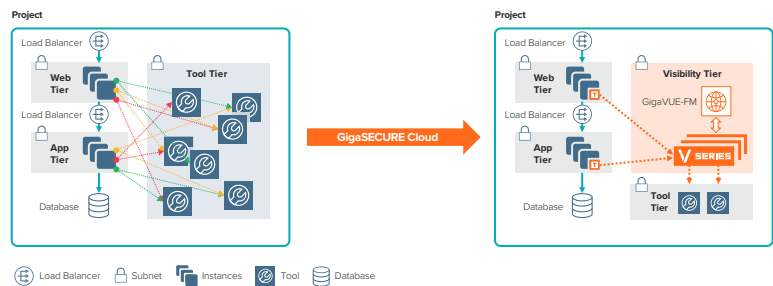 Project
Load Balancer
Web
Tier
Tool Tier
Load Balancer
App
Tier
Database
GigaSECURE Cloud
Project
Load Balancer
Web
Tier
T
Visibility Tier
GigaVUE-FM
Load Balancer
App
Tier
T
V SERIES
Tool
Tier
Database
Load Balancer
Subnet
Instances
Tool
Database